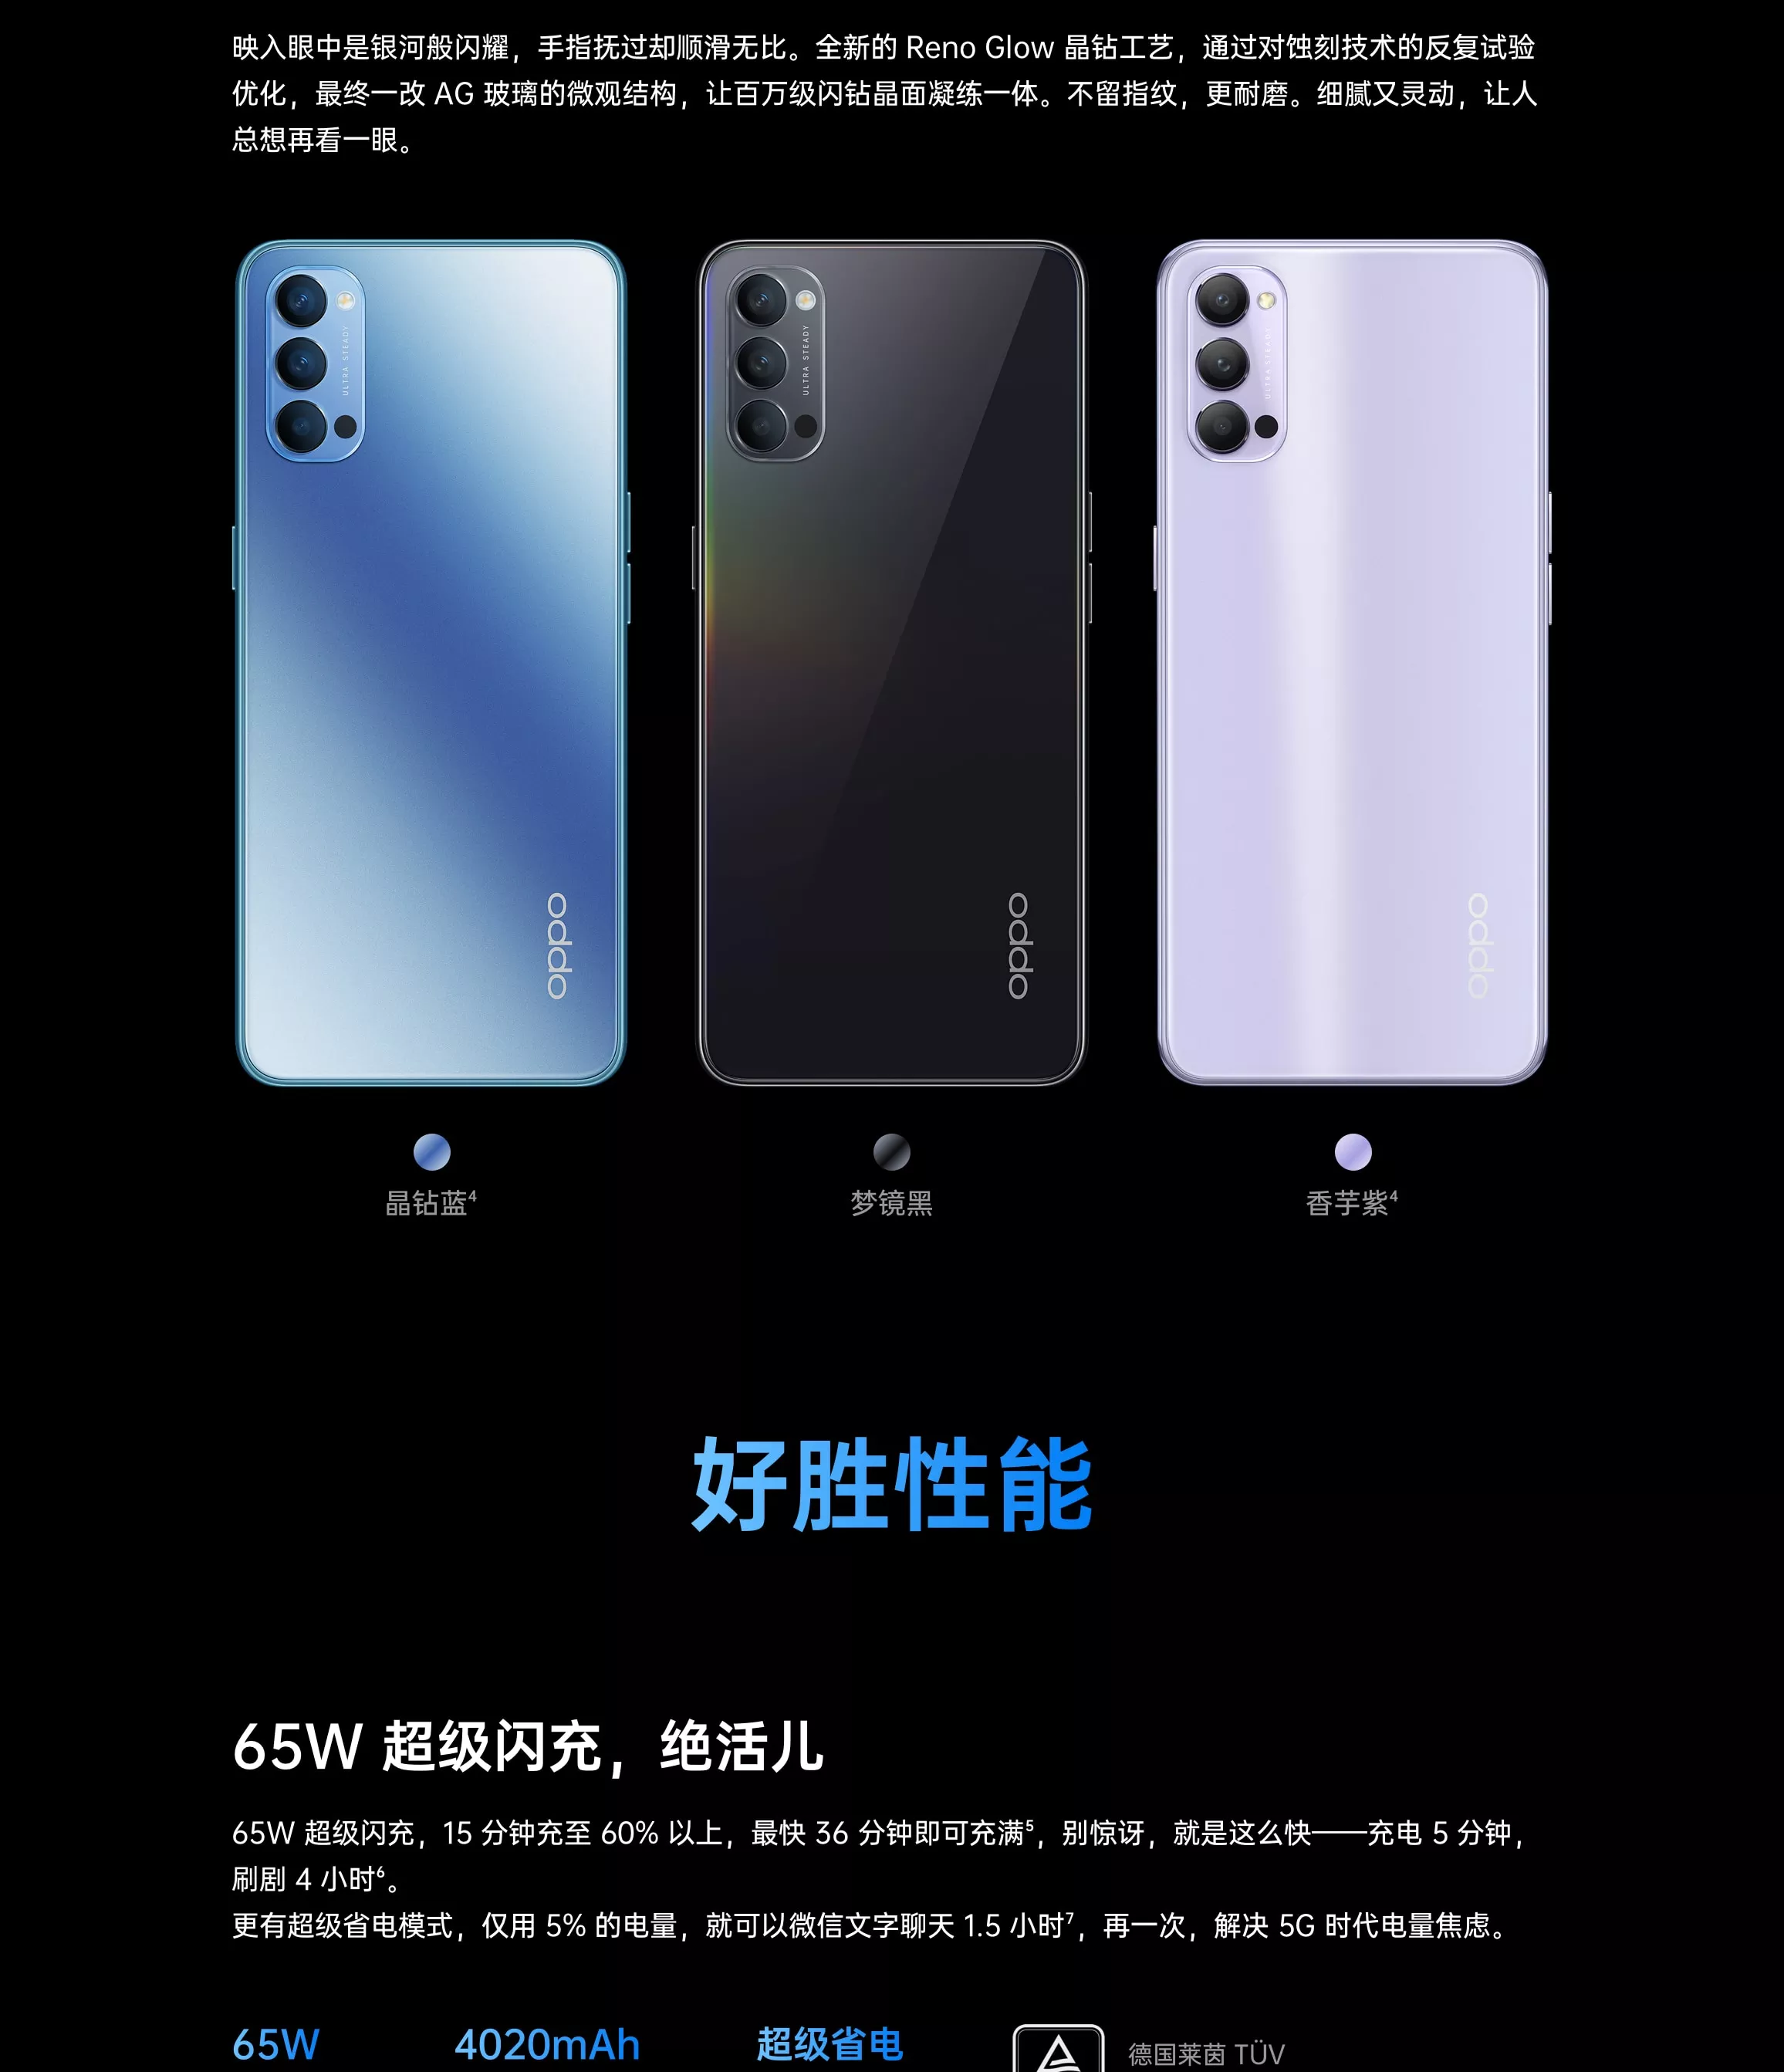 映入眼中是银河般闪耀，手指抚过却顺滑无比。全新的 Reno Glow 晶钻工艺，通过对蚀刻技术的反复试验
优化，最终一改 AG 玻璃的微观结构，让百万级闪钻晶面凝练一体。不留指纹，更耐磨。细腻又灵动，让人
总想再看一眼。
ULTRA STEADY
ULTRA STEADY
ULTRA STEADY
oppo
oppo
oppo
晶钻蓝⁴
梦镜黑
香芋紫⁴
好胜性能
65W 超级闪充，绝活儿
65W 超级闪充，15 分钟充至 60% 以上，最快 36 分钟即可充满⁵，别惊讶，就是这么快——充电 5 分钟，
刷剧 4 小时⁶。
更有超级省电模式，仅用 5% 的电量，就可以微信文字聊天 1.5 小时⁷，再一次，解决 5G 时代电量焦虑。
65W
4020mAh
超级省电
德国莱茵 TÜV